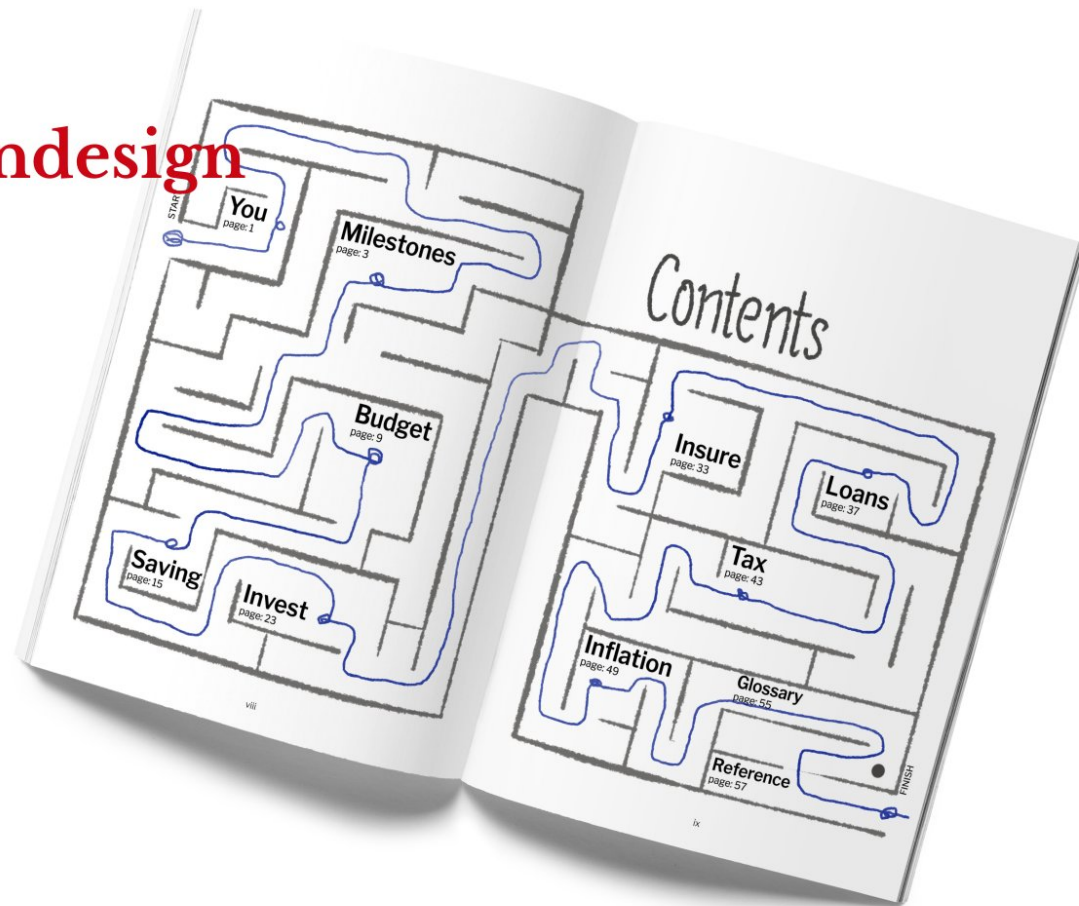 ndesign
START
You
page: 1
Milestones
page: 3
Budget
page: 9
Saving
page: 15
Invest
page: 23
viii
Contents
Insure
page: 33
Loans
page: 37
Tax
page: 43
Inflation
page: 49
Glossary
page: 55
Reference
page: 57
FINISH
ix